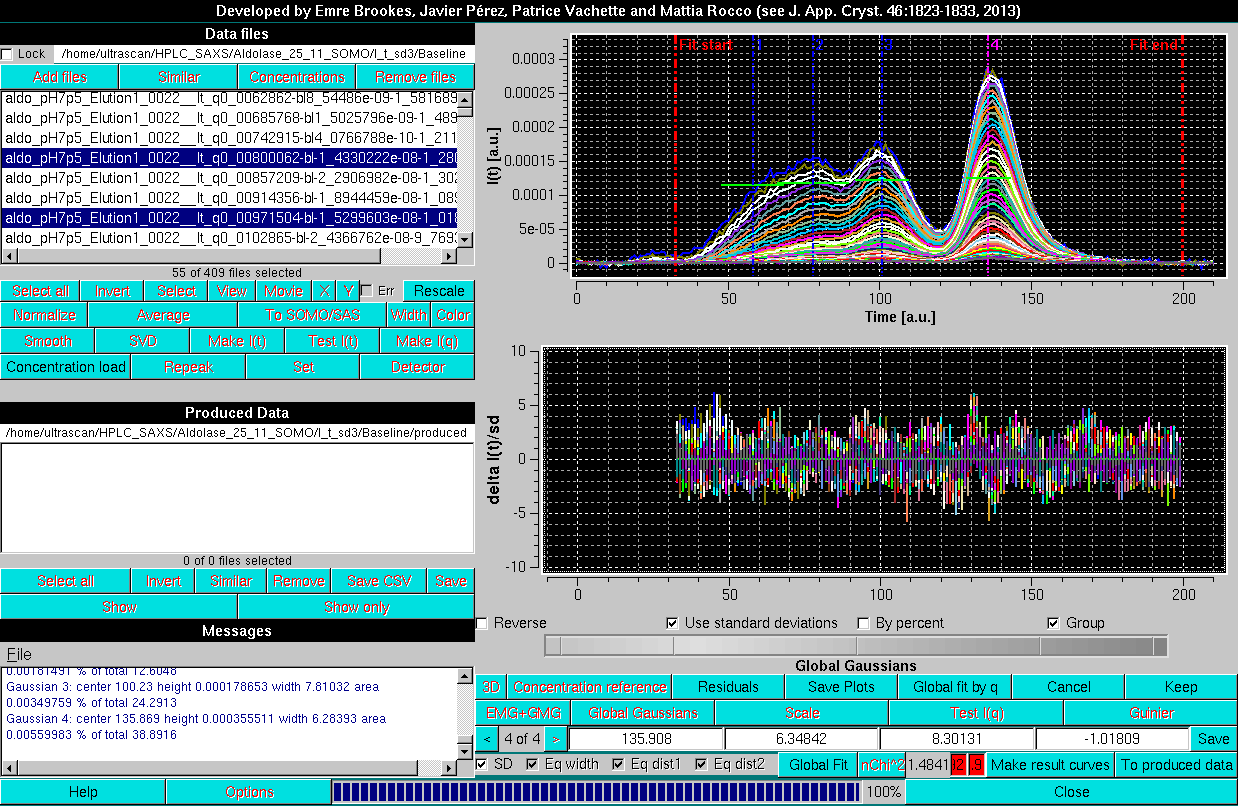 Developed by Emre Brookes, Javier Pérez, Patrice Vachette and Mattia Rocco (see J. App. Cryst. 46:1823-1833, 2013)
Data files
Lock /home/ultrascan/HPLC_SAXS/Aldolase_25_11_SOMO/I_t_sd3/Baseline
Add files Similar Concentrations Remove files
aldo_pH7p5_Elution1_0022__It_q0_0062862-bl8_54486e-09-1_581689
aldo_pH7p5_Elution1_0022__It_q0_00685768-bl1_5025796e-09-1_489
aldo_pH7p5_Elution1_0022__It_q0_00742915-bl4_0766788e-10-1_211
aldo_pH7p5_Elution1_0022__It_q0_00800062-bl-1_4330222e-08-1_280
aldo_pH7p5_Elution1_0022__It_q0_00857209-bl-2_2906982e-08-1_302
aldo_pH7p5_Elution1_0022__It_q0_00914356-bl-1_8944459e-08-1_089
aldo_pH7p5_Elution1_0022__It_q0_00971504-bl-1_5299603e-08-1_018
aldo_pH7p5_Elution1_0022__It_q0_0102865-bl-2_4366762e-08-9_7693
55 of 409 files selected
Select all Invert Select View Movie X Y Err Rescale
Normalize Average To SOMO/SAS Width Color
Smooth SVD Make I(t) Test I(t) Make I(q)
Concentration load Repeak Set Detector
Produced Data
/home/ultrascan/HPLC_SAXS/Aldolase_25_11_SOMO/I_t_sd3/Baseline/produced
0 of 0 files selected
Select all Invert Similar Remove Save CSV Save
Show Show only
Messages
File
0.00181491 % of total 12.6048
Gaussian 3: center 100.23 height 0.000178653 width 7.81032 area
0.00349759 % of total 24.2913
Gaussian 4: center 135.869 height 0.000355511 width 6.28393 area
0.00559983 % of total 38.8916
Help Options 100% Close
Fit start 1 2 3 4 Fit end
I(t) [a.u.]
0.0003
0.00025
0.0002
0.00015
0.0001
5e-05
0
0 50 100 150 200
Time [a.u.]
delta I(t)/sd
10
5
0
-5
-10
0 50 100 150 200
Reverse Use standard deviations By percent Group
Global Gaussians
3D Concentration reference Residuals Save Plots Global fit by q Cancel Keep
EMG+GMG Global Gaussians Scale Test I(q) Guinier
< 4 of 4 > 135.908 6.34842 8.30131 -1.01809 Save
SD Eq width Eq dist1 Eq dist2 Global Fit nChi^2 1.4841 Make result curves To produced data